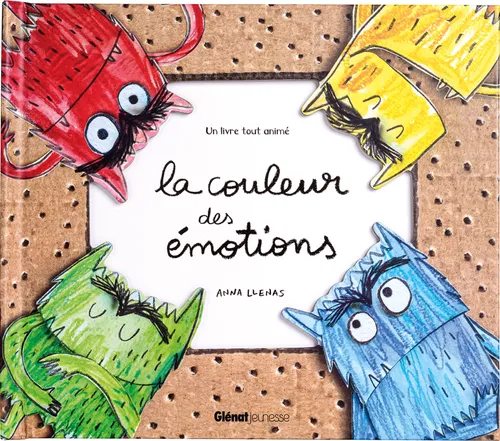 Un livre tout animé
la couleur
des
émotions
ANNA LLENAS
Glénat jeunesse